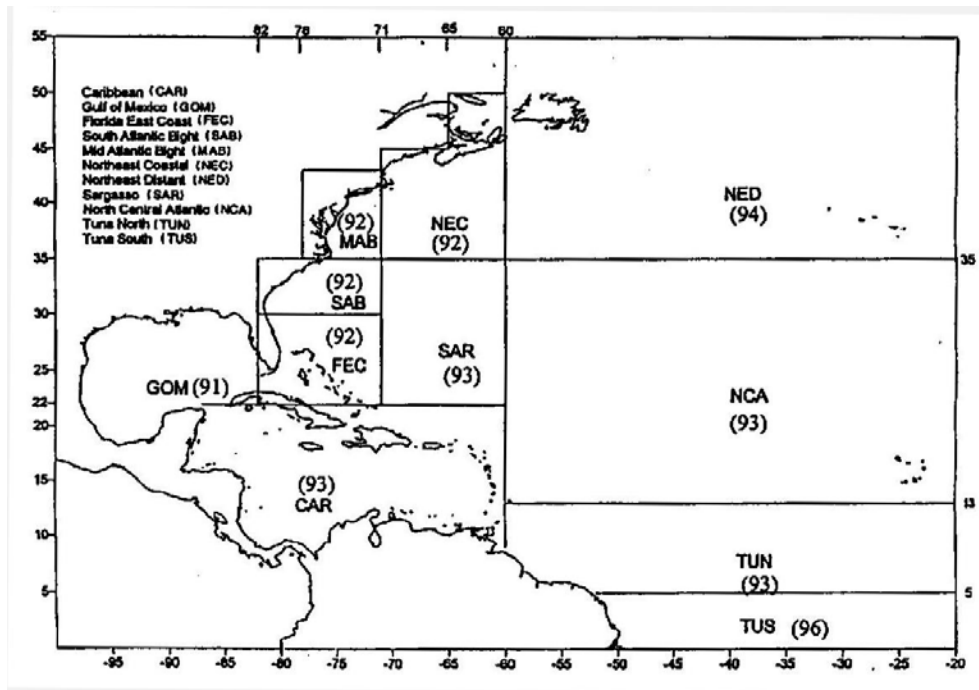 82 78 71 65 60
55
50
45
40
35
30
25
22
20
15
10
5
Caribbean (CAR)
Gulf of Mexico (GOM)
Florida East Coast (FEC)
South Atlantic Bight (SAB)
Mid Atlantic Bight (MAB)
Northeast Coastal (NEC)
Northeast Distant (NED)
Sargasso (SAR)
North Central Atlantic (NCA)
Tuna North (TUN)
Tuna South (TUS)
(92)
MAB
NEC
(92)
NED
(94)
35
(92)
SAB
(92)
FEC
SAR
(93)
GOM (91)
NCA
(93)
(93)
CAR
13
TUN
(93)
5
TUS (96)
-95 -90 -85 -80 -75 -70 -65 -60 -55 -50 -45 -40 -35 -30 -25 -20